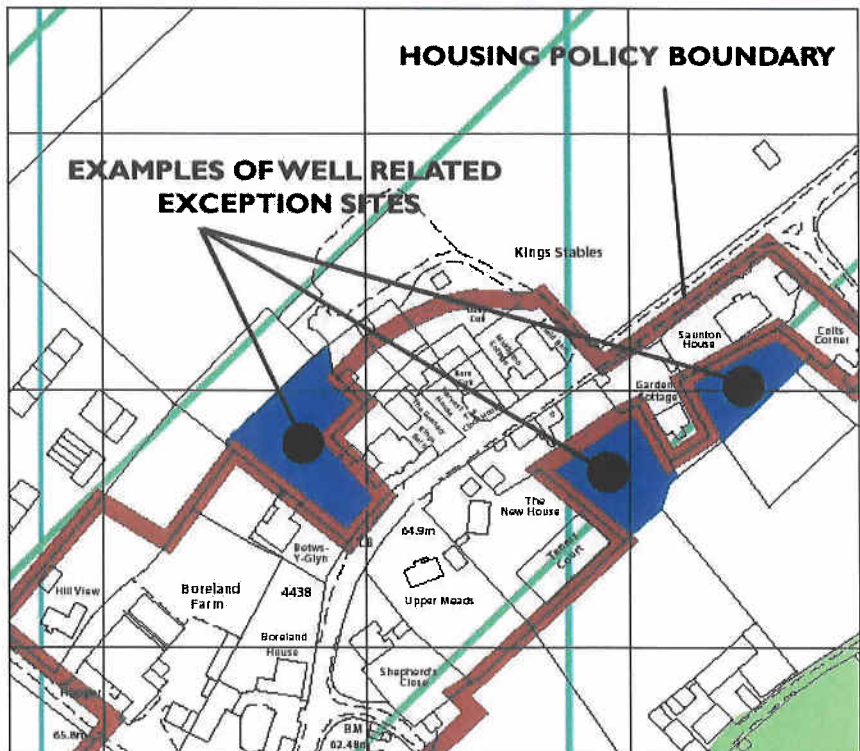 HOUSING POLICY BOUNDARY
EXAMPLES OF WELL RELATED
EXCEPTION SITES
Kings Stables
Saunton
House
Colts
Corner
Garden
Cottage
The
New House
64.9m
Tennis
Court
Betws-
Y-Glyn
Hill View
Boreland
Farm
4438
Upper Meads
Boreland
House
Shepherd's
Close
65.8m
BM
62.48m